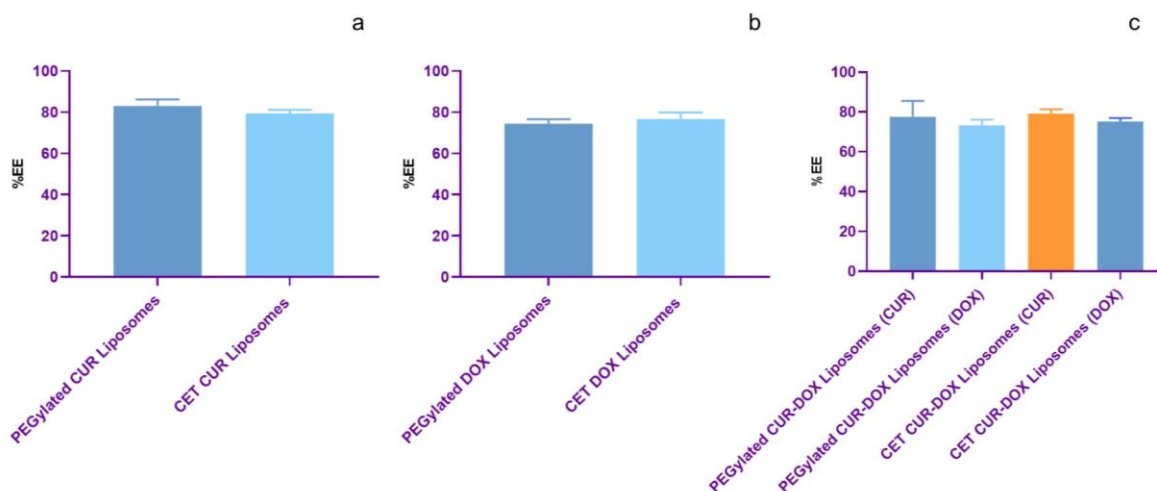 a
100
80
60
40
20
0
%EE
PEGylated CUR Liposomes
CET CUR Liposomes
b
100
80
60
40
20
0
%EE
PEGylated DOX Liposomes
CET DOX Liposomes
c
100
80
60
40
20
0
% EE
PEGylated CUR-DOX Liposomes (CUR)
PEGylated CUR-DOX Liposomes (DOX)
CET CUR-DOX Liposomes (CUR)
CET CUR-DOX Liposomes (DOX)